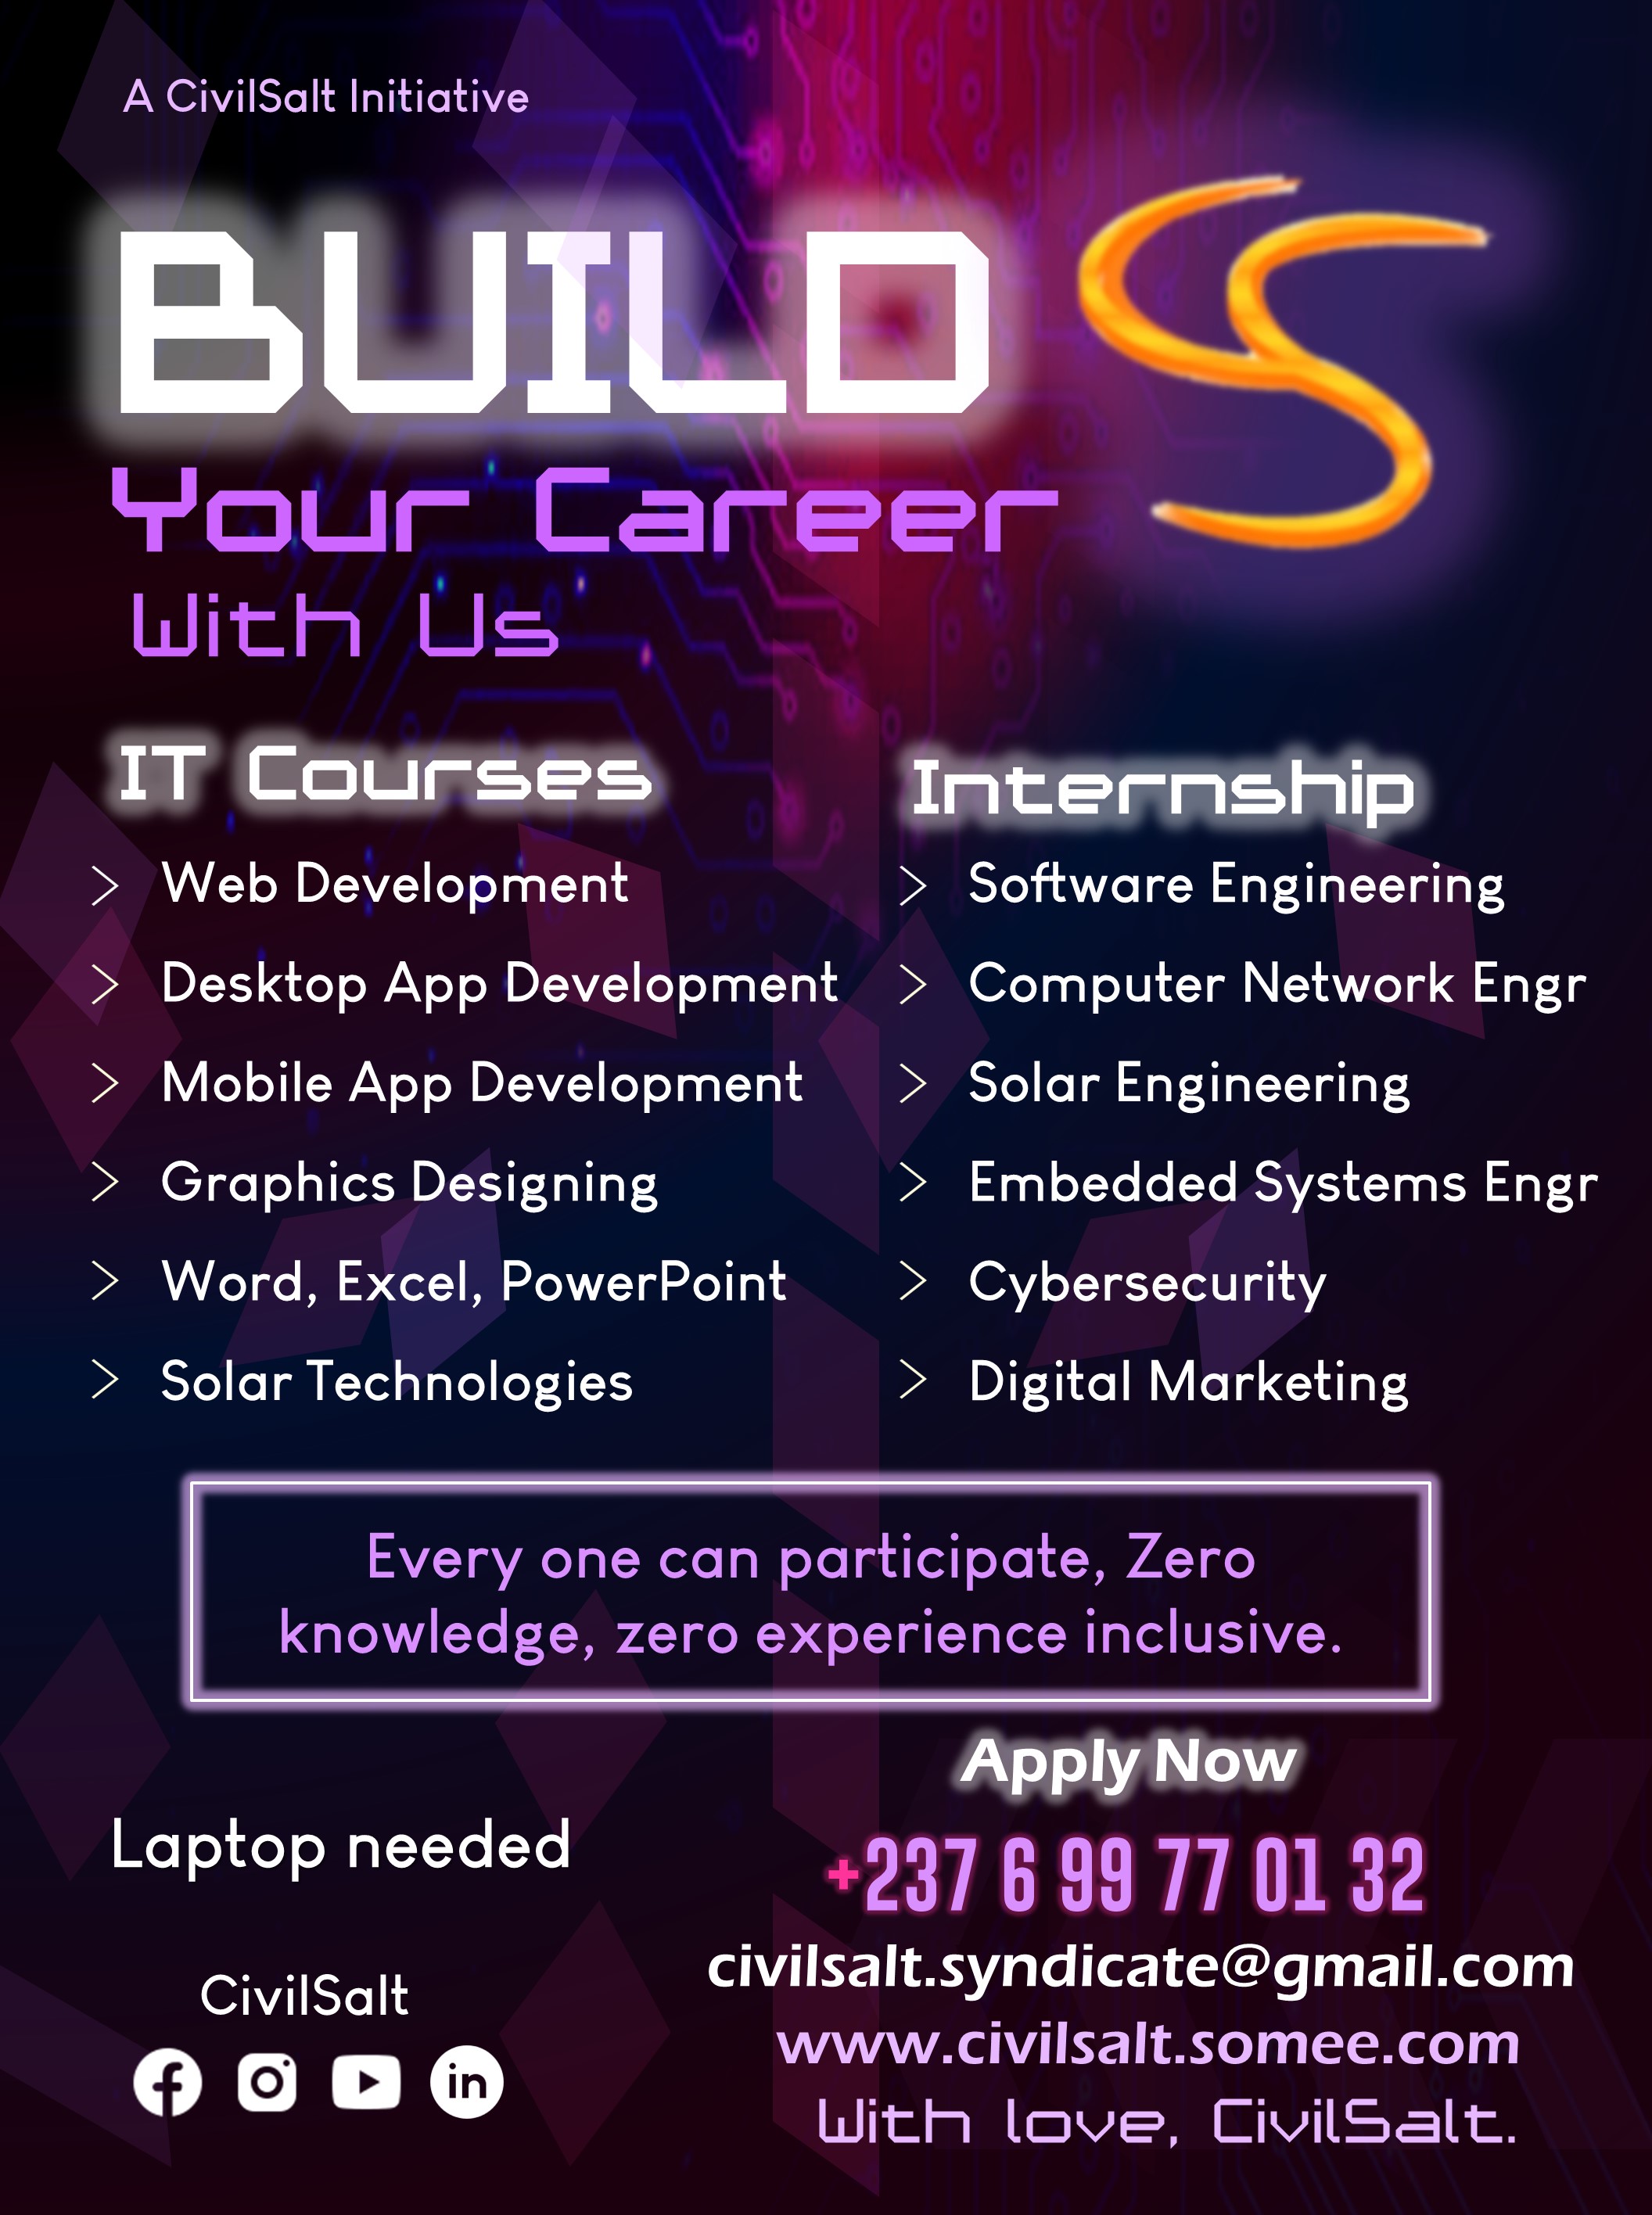 A CivilSalt Initiative
BUILD
Your Career
With Us
IT Courses
Web Development
Desktop App Development
Mobile App Development
Graphics Designing
Word, Excel, PowerPoint
Solar Technologies
Internship
Software Engineering
Computer Network Engr
Solar Engineering
Embedded Systems Engr
Cybersecurity
Digital Marketing
Every one can participate, Zero
knowledge, zero experience inclusive.
Laptop needed
CivilSalt
Apply Now
+237 6 99 77 01 32
civilsalt.syndicate@gmail.com
www.civilsalt.somee.com
With love, CivilSalt.